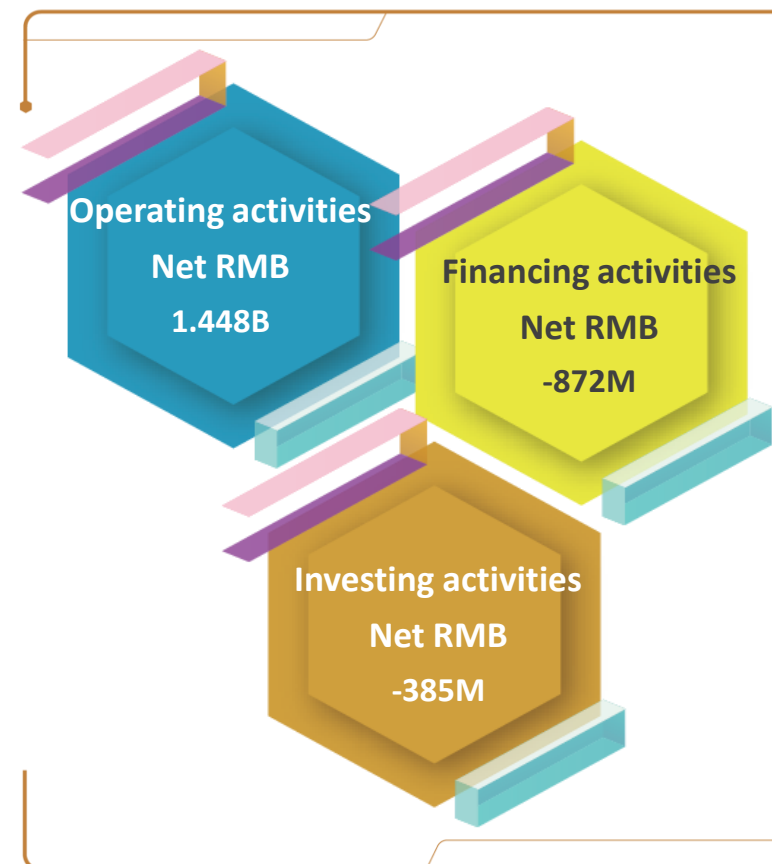 Operating activities
Net RMB
1.448B
Financing activities
Net RMB
-872M
Investing activities
Net RMB
-385M